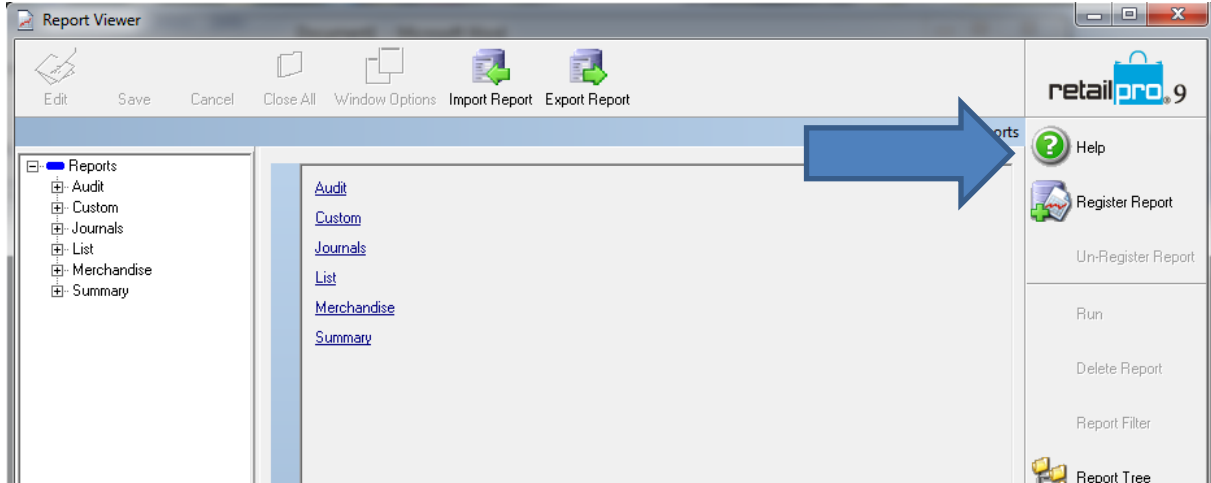 Report Viewer
Edit Save Cancel Close All Window Options Import Report Export Report
retail pro® 9
orts
Reports
Audit
Custom
Journals
List
Merchandise
Summary
Audit
Custom
Journals
List
Merchandise
Summary
Help
Register Report
Un-Register Report
Run
Delete Report
Report Filter
Report Tree